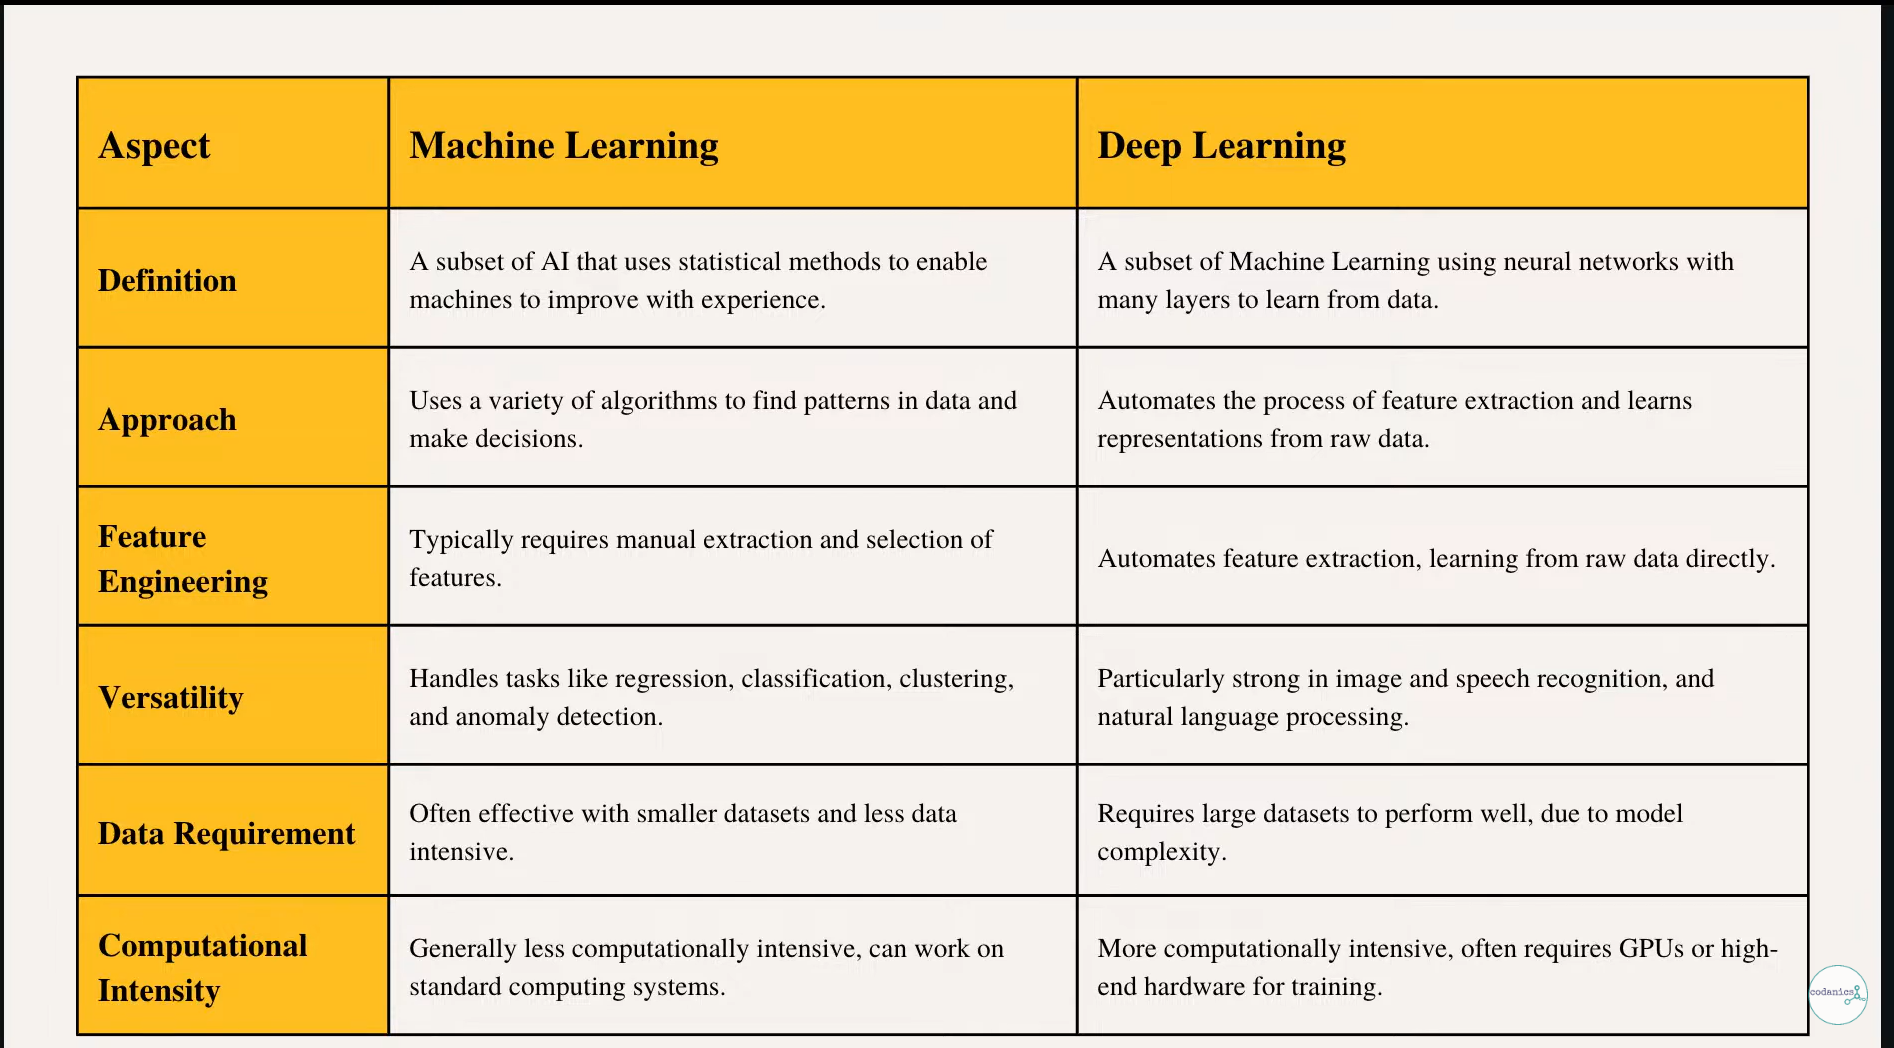 Aspect
Machine Learning
Deep Learning
Definition
A subset of AI that uses statistical methods to enable
machines to improve with experience.
A subset of Machine Learning using neural networks with
many layers to learn from data.
Approach
Uses a variety of algorithms to find patterns in data and
make decisions.
Automates the process of feature extraction and learns
representations from raw data.
Feature
Engineering
Typically requires manual extraction and selection of
features.
Automates feature extraction, learning from raw data directly.
Versatility
Handles tasks like regression, classification, clustering,
and anomaly detection.
Particularly strong in image and speech recognition, and
natural language processing.
Data Requirement
Often effective with smaller datasets and less data
intensive.
Requires large datasets to perform well, due to model
complexity.
Computational
Intensity
Generally less computationally intensive, can work on
standard computing systems.
More computationally intensive, often requires GPUs or high-
end hardware for training.
codanics